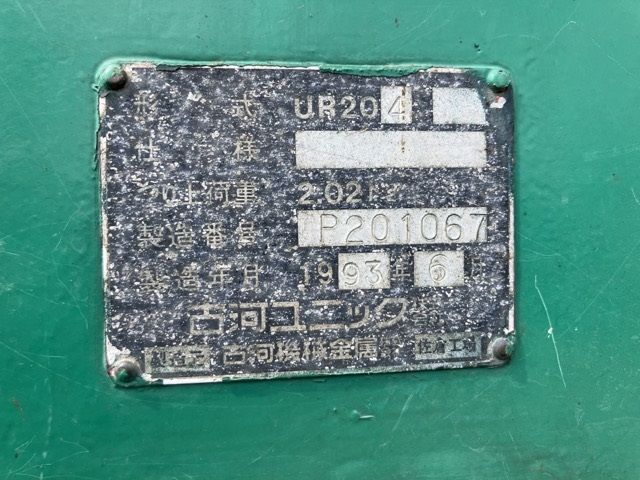 形式 UR204
仕様
つり上荷重 2.02
製造番号 P201067
製造年月 1993年6月
古河ユニック
古河機械金属